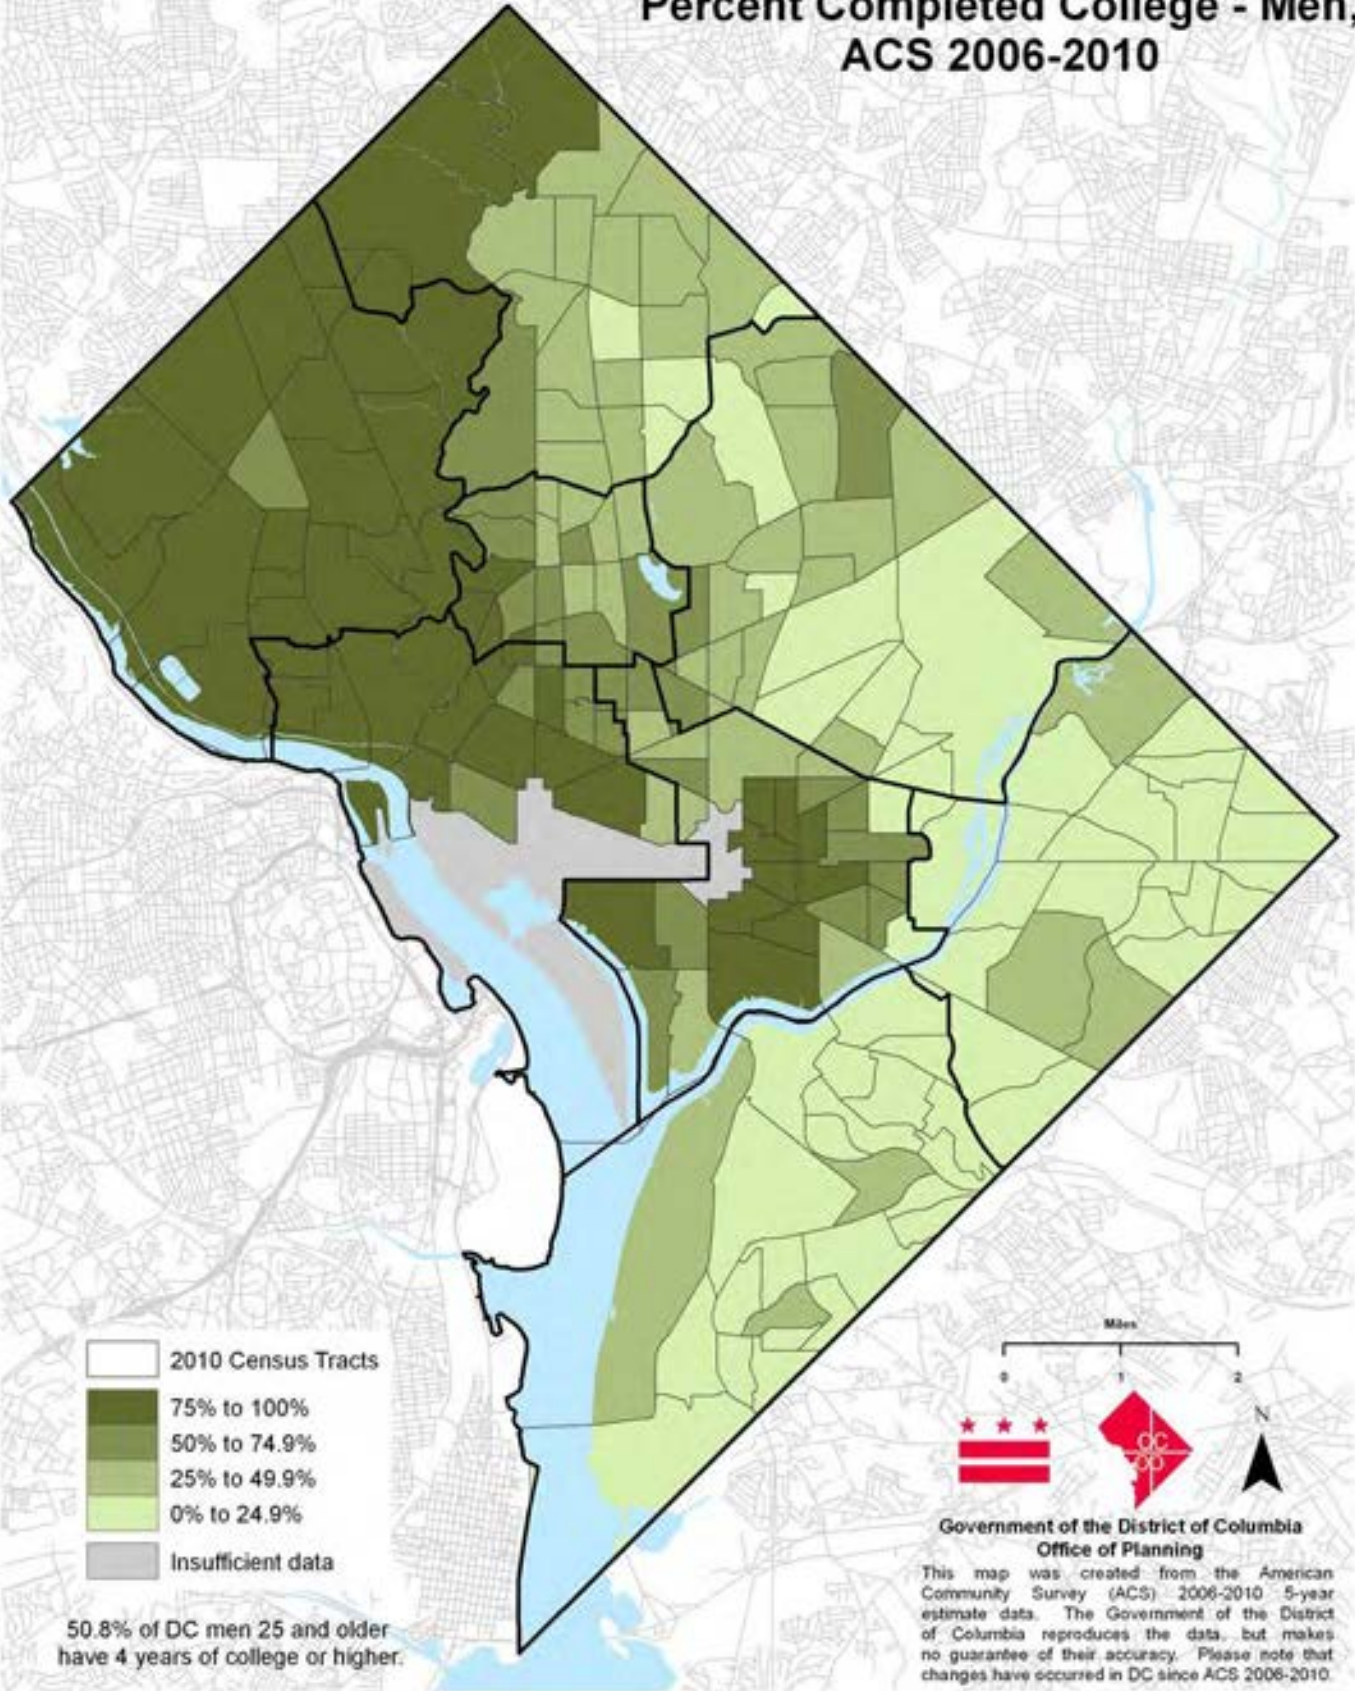 Percent Completed College - Men,
ACS 2006-2010
2010 Census Tracts
75% to 100%
50% to 74.9%
25% to 49.9%
0% to 24.9%
Insufficient data
50.8% of DC men 25 and older
have 4 years of college or higher.
Miles
0 1 2
N
DC
OP
Government of the District of Columbia
Office of Planning
This map was created from the American
Community Survey (ACS) 2006-2010 5-year
estimate data. The Government of the District
of Columbia reproduces the data, but makes
no guarantee of their accuracy. Please note that
changes have occurred in DC since ACS 2006-2010.